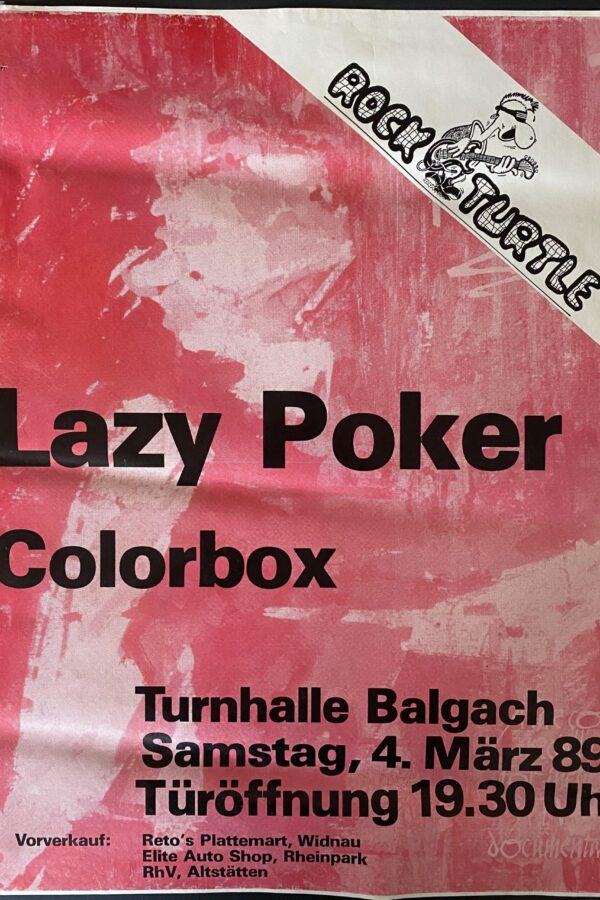 ROCK
TURTLE
Lazy Poker
Colorbox
Turnhalle Balgach
Samstag, 4. März 89
Türöffnung 19.30 Uh
Vorverkauf: Reto's Plattemart, Widnau
Elite Auto Shop, Rheinpark
RhV, Altstätten